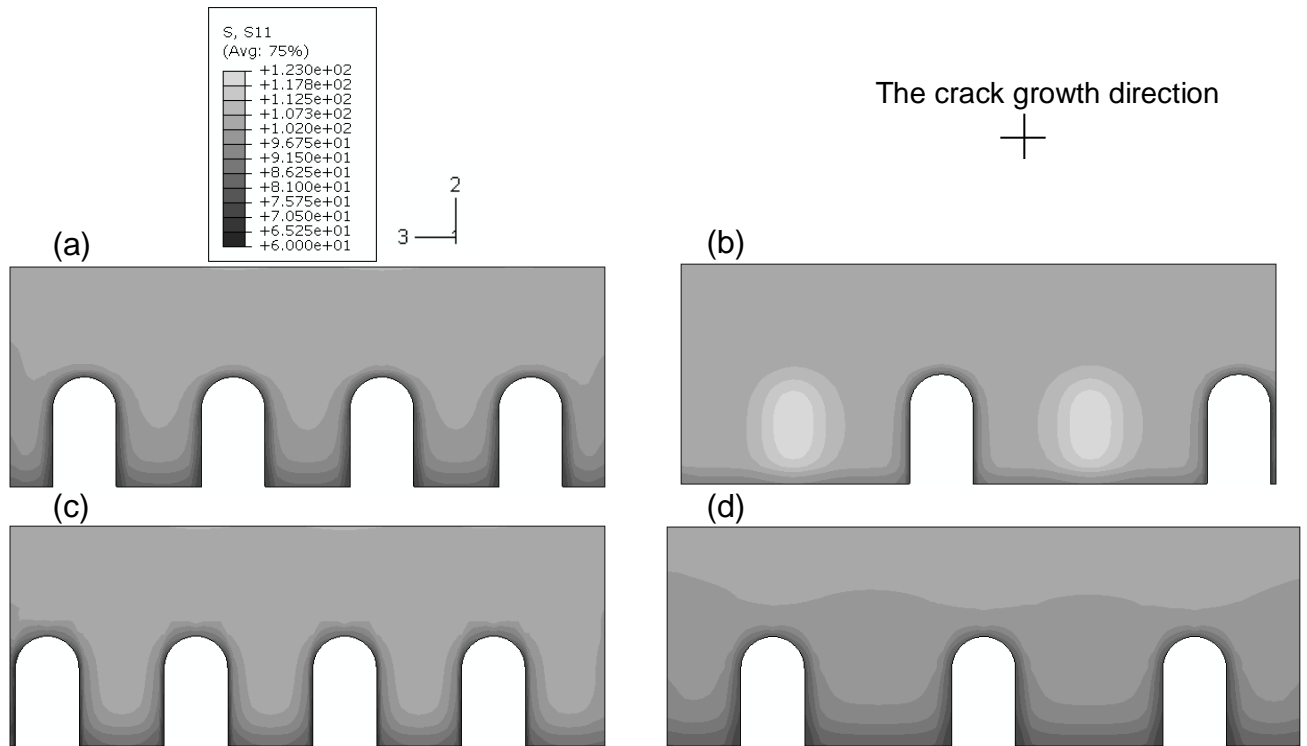 S, S11
(Avg: 75%)
+1.230e+02
+1.178e+02
+1.125e+02
+1.073e+02
+1.020e+02
+9.675e+01
+9.150e+01
+8.625e+01
+8.100e+01
+7.575e+01
+7.050e+01
+6.525e+01
+6.000e+01
The crack growth direction
2
3 1
(a)
(b)
(c)
(d)